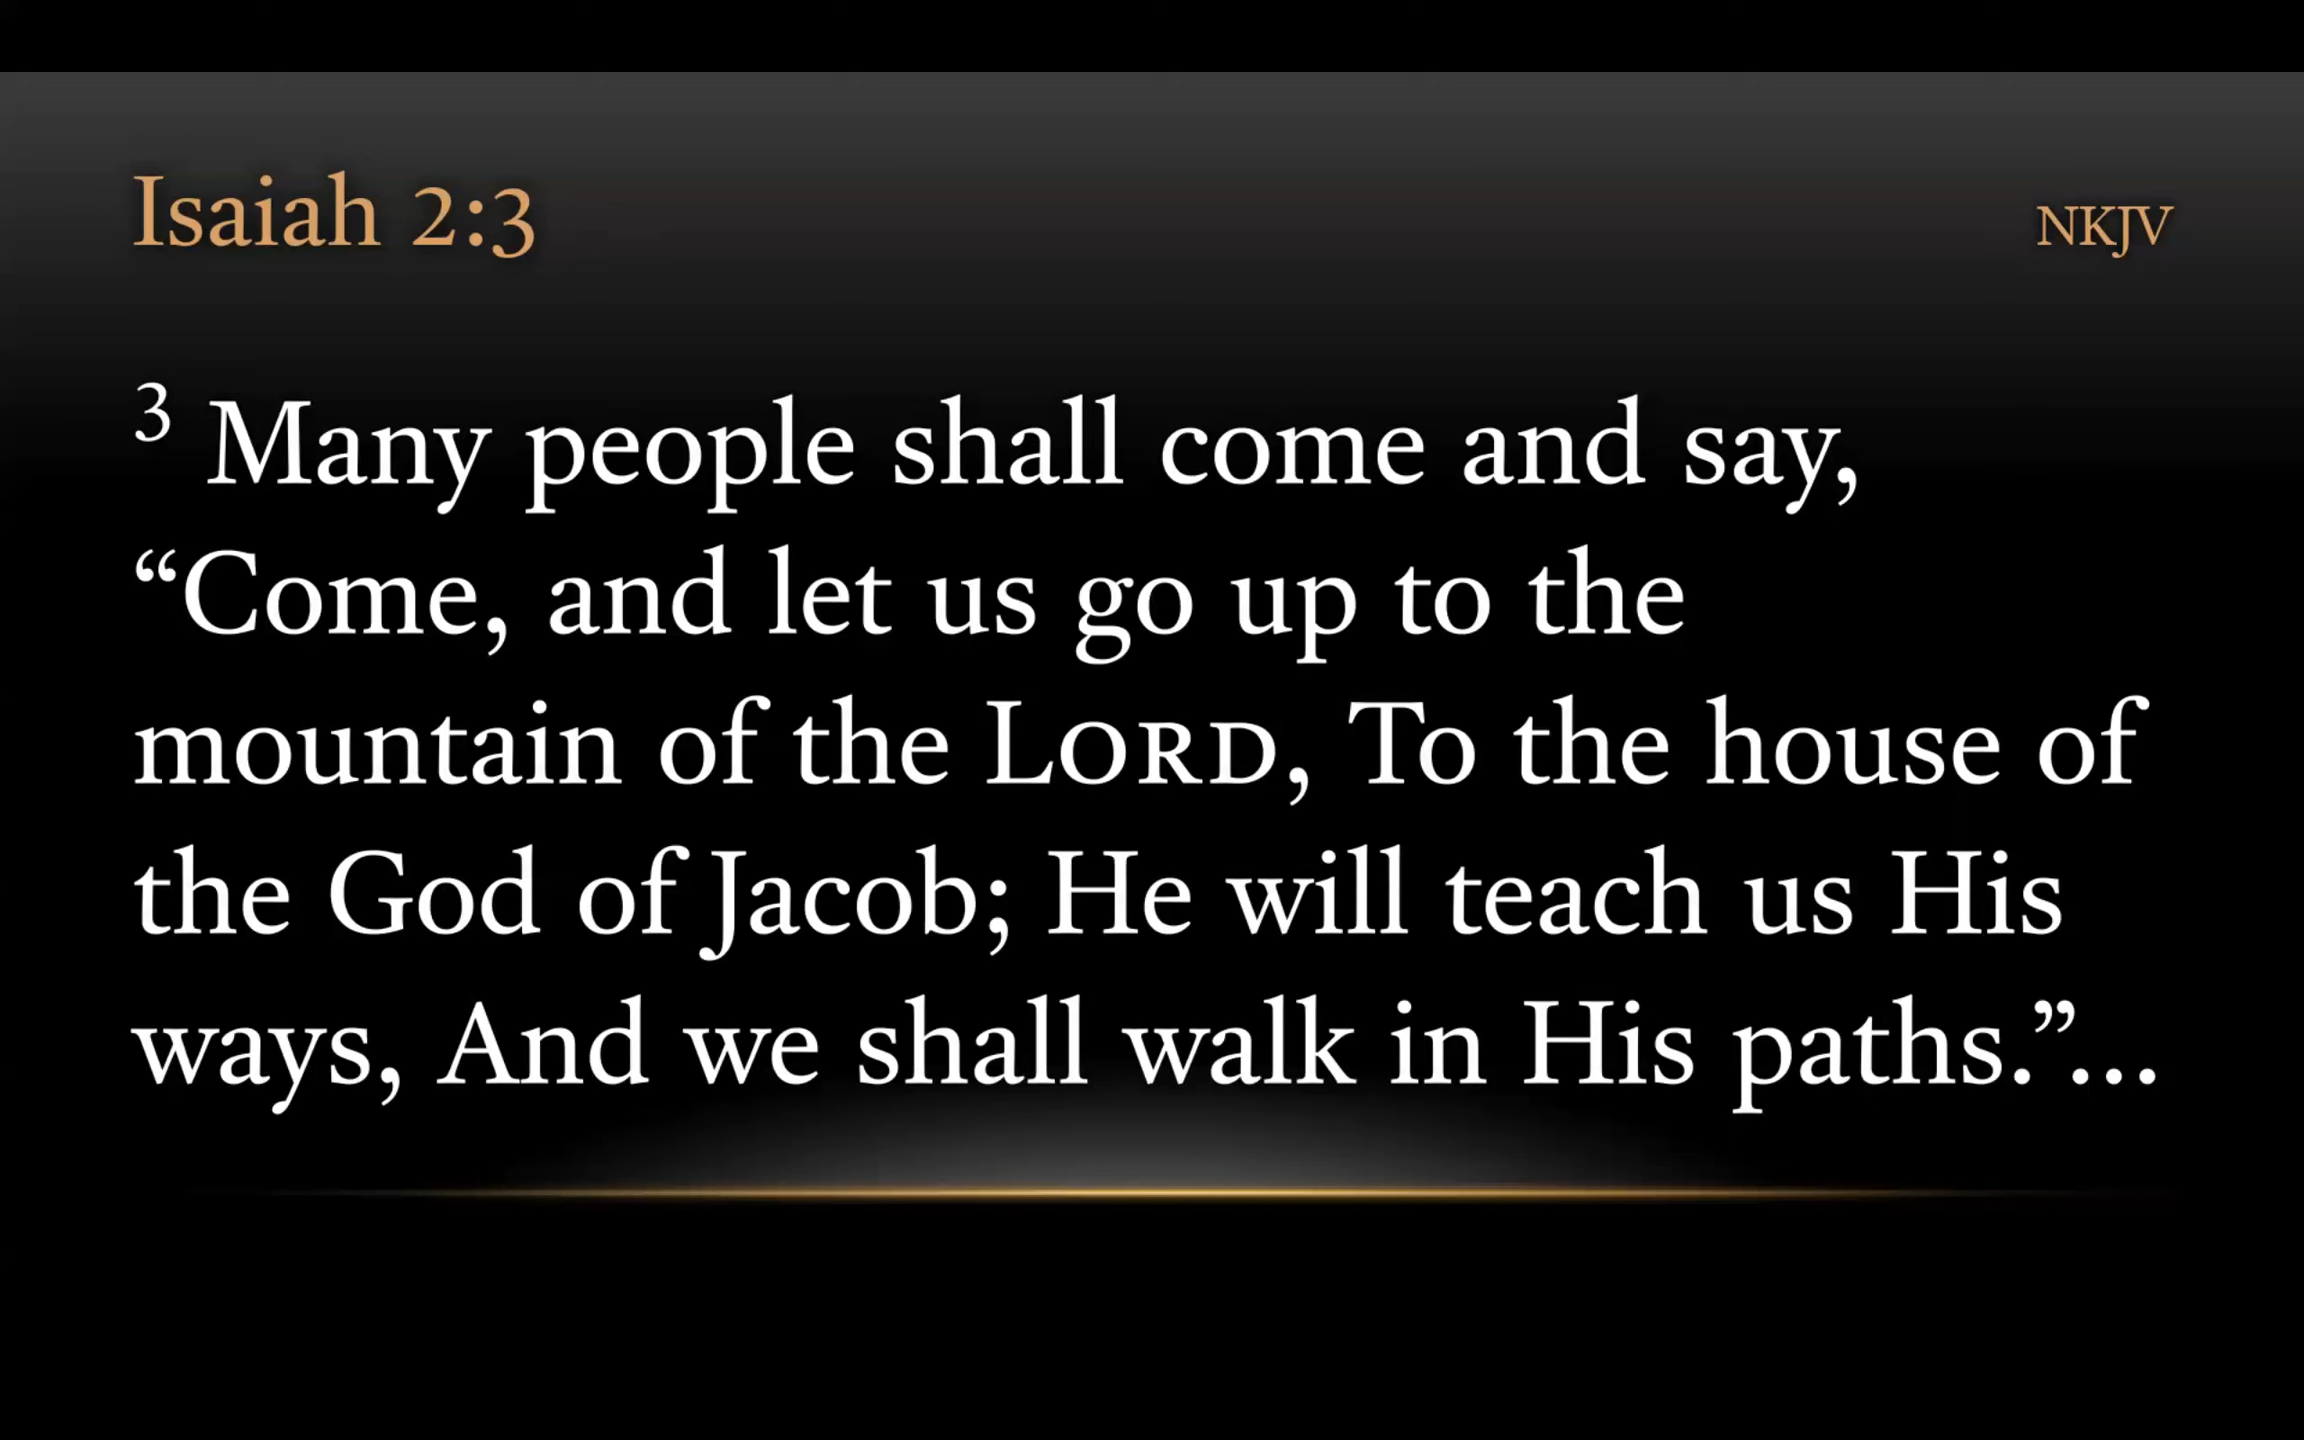 Isaiah 2:3
NKJV
3 Many people shall come and say,
“Come, and let us go up to the
mountain of the LORD, To the house of
the God of Jacob; He will teach us His
ways, And we shall walk in His paths.”...